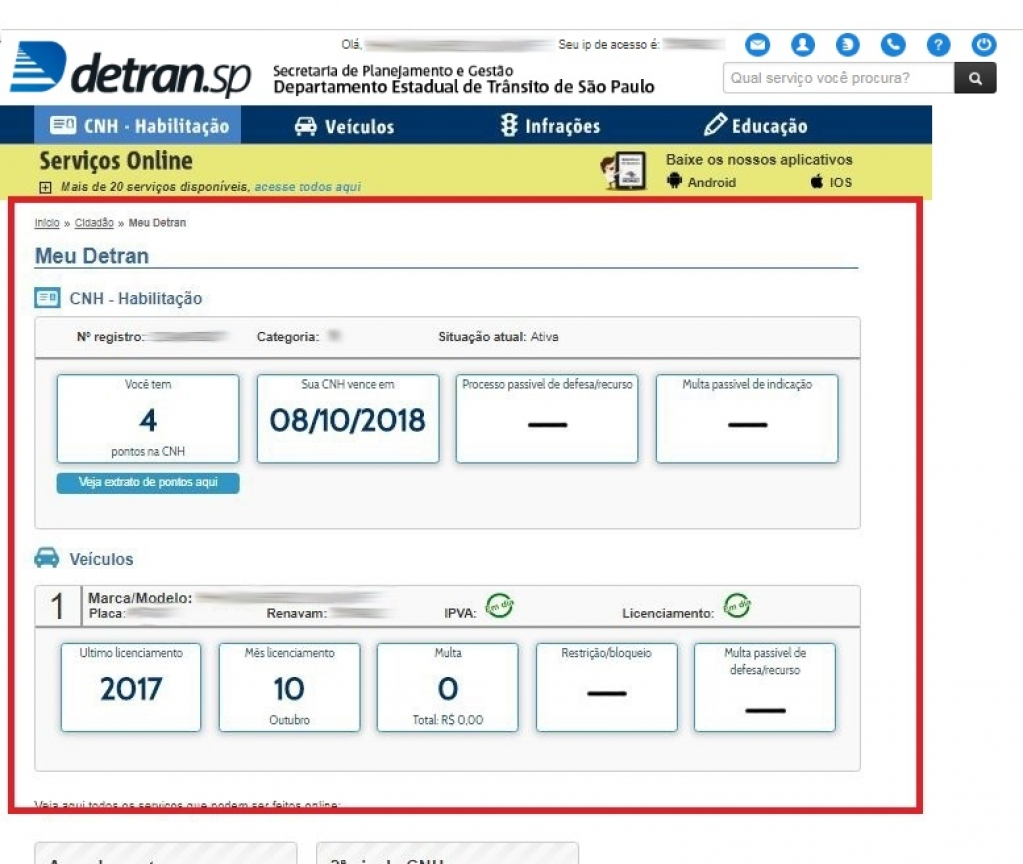 Olá, Seu ip de acesso é:
detran.sp
Secretaria de Planejamento e Gestão
Departamento Estadual de Trânsito de São Paulo
Qual serviço você procura?
CNH - Habilitação Veículos Infrações Educação
Serviços Online
Mais de 20 serviços disponíveis, acesse todos aqui
Baixe os nossos aplicativos
Android IOS
Início » Cidadão » Meu Detran
Meu Detran
CNH - Habilitação
Nº registro: Categoria: Situação atual: Ativa
Você tem
4
pontos na CNH
Sua CNH vence em
08/10/2018
Processo passível de defesa/recurso
—
Multa passível de indicação
—
Veja extrato de pontos aqui
Veículos
1
Marca/Modelo:
Placa: Renavam: IPVA: Em dia Licenciamento: Em dia
Ultimo licenciamento
2017
Mês licenciamento
10
Outubro
Multa
0
Total: R$ 0,00
Restrição/bloqueio
—
Multa passível de
defesa/recurso
—
Veja aqui todos os serviços que podem ser feitos online: